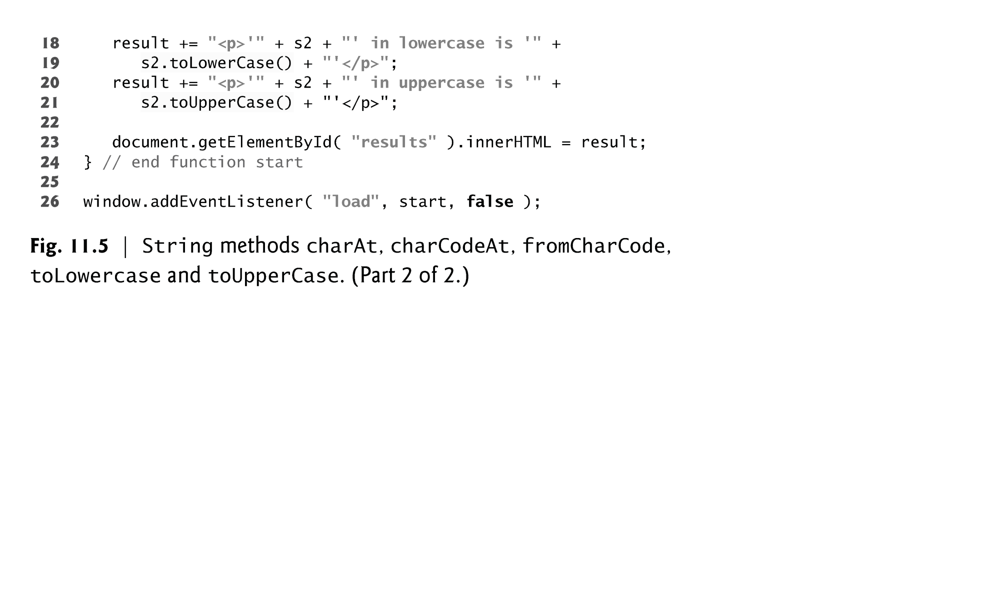 18 result += "<p>'" + s2 + "' in lowercase is '" +
19 s2.toLowerCase() + "'</p>";
20 result += "<p>'" + s2 + "' in uppercase is '" +
21 s2.toUpperCase() + "'</p>";
22
23 document.getElementById( "results" ).innerHTML = result;
24 } // end function start
25
26 window.addEventListener( "load", start, false );
Fig. 11.5 | String methods charAt, charCodeAt, fromCharCode,
toLowercase and toUpperCase. (Part 2 of 2.)